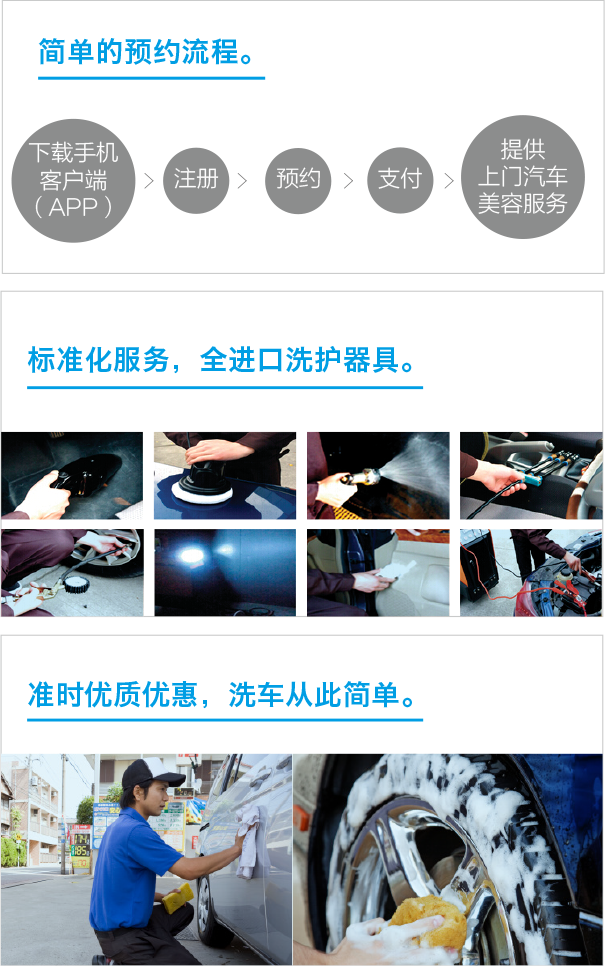 简单的预约流程。
下载手机
客户端
（APP）
注册
预约
支付
提供
上门汽车
美容服务
标准化服务，全进口洗护器具。
准时优质优惠，洗车从此简单。